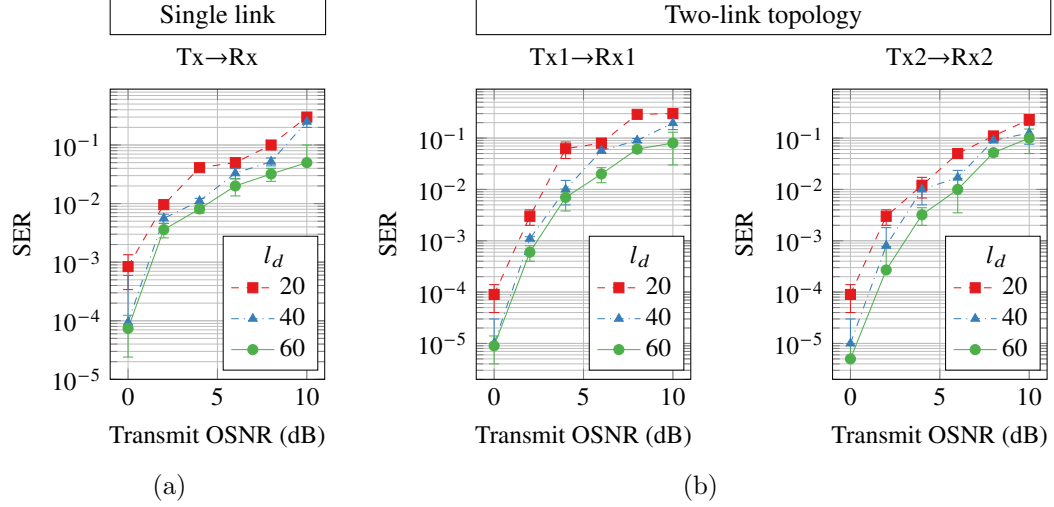 Single link
Two-link topology
Tx→Rx
Tx1→Rx1
Tx2→Rx2
SER
10⁻¹
10⁻²
10⁻³
10⁻⁴
10⁻⁵
l_d
20
40
60
0 5 10
Transmit OSNR (dB)
(a)
SER
10⁻¹
10⁻²
10⁻³
10⁻⁴
10⁻⁵
l_d
20
40
60
0 5 10
Transmit OSNR (dB)
SER
10⁻¹
10⁻²
10⁻³
10⁻⁴
10⁻⁵
l_d
20
40
60
0 5 10
Transmit OSNR (dB)
(b)